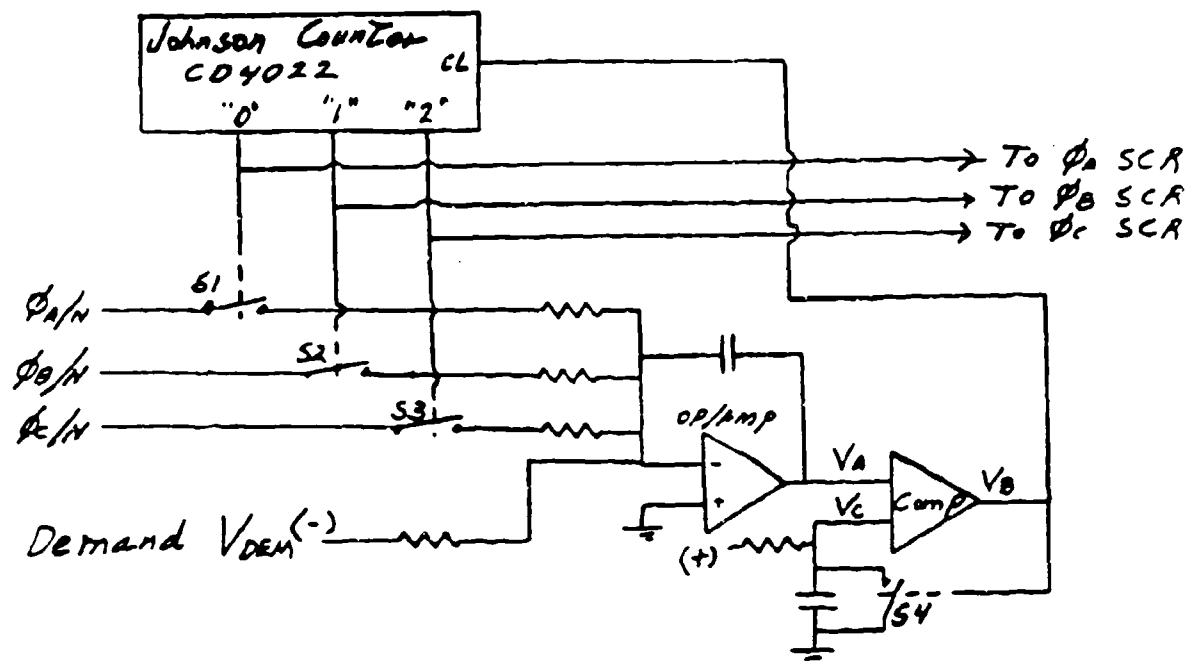 Johnson Counter
CD4022
CL
"0" "1" "2"
To ΦA SCR
To ΦB SCR
To ΦC SCR
S1
ΦA/N
S2
ΦB/N
S3
ΦC/N
OP/AMP
-
+
VA
VC
Comp
VB
Demand VDEM(-)
(+)
S4